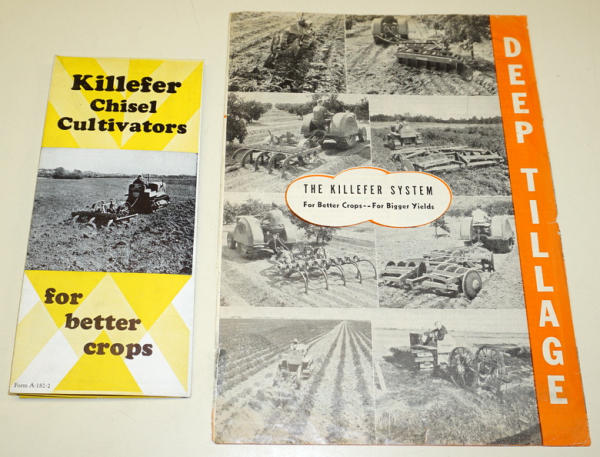 Killefer
Chisel
Cultivators
for
better
crops
Form A-182-2
THE KILLEFER SYSTEM
For Better Crops--For Bigger Yields
DEEP TILLAGE